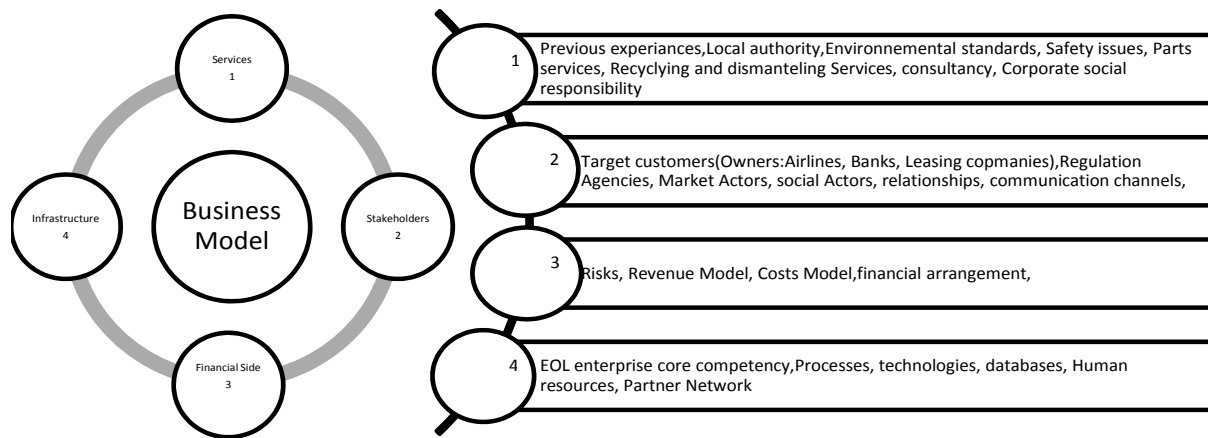 Services
1
Infrastructure
4
Business
Model
Stakeholders
2
Financial Side
3
1
Previous experiances,Local authority,Environnemental standards, Safety issues, Parts
services, Recyclying and dismanteling Services, consultancy, Corporate social
responsibility
2
Target customers(Owners:Airlines, Banks, Leasing copmanies),Regulation
Agencies, Market Actors, social Actors, relationships, communication channels,
3
Risks, Revenue Model, Costs Model,financial arrangement,
4
EOL enterprise core competency,Processes, technologies, databases, Human
resources, Partner Network